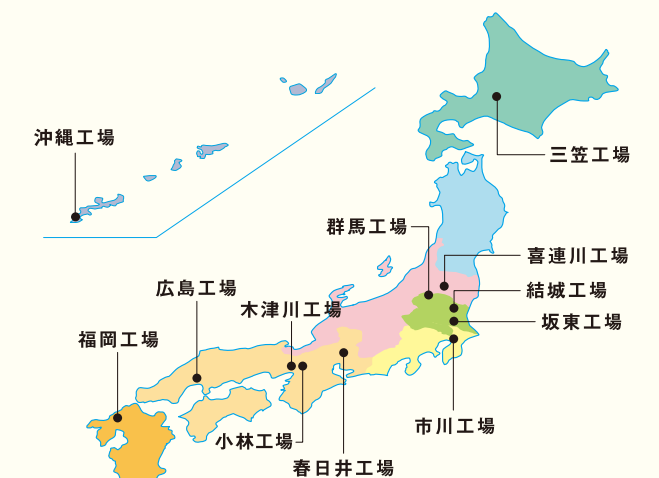 沖縄工場
三笠工場
群馬工場
喜連川工場
広島工場
結城工場
木津川工場
坂東工場
福岡工場
市川工場
小林工場
春日井工場